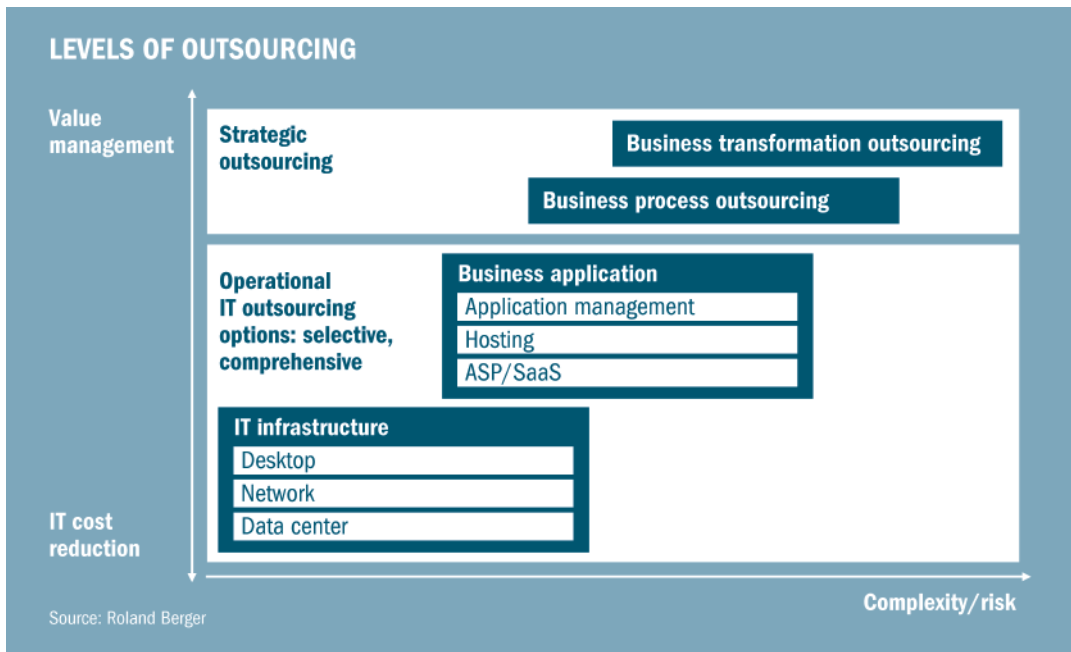 LEVELS OF OUTSOURCING
Value
management
Strategic
outsourcing
Business transformation outsourcing
Business process outsourcing
Operational
IT outsourcing
options: selective,
comprehensive
Business application
Application management
Hosting
ASP/SaaS
IT infrastructure
Desktop
Network
Data center
IT cost
reduction
Complexity/risk
Source: Roland Berger